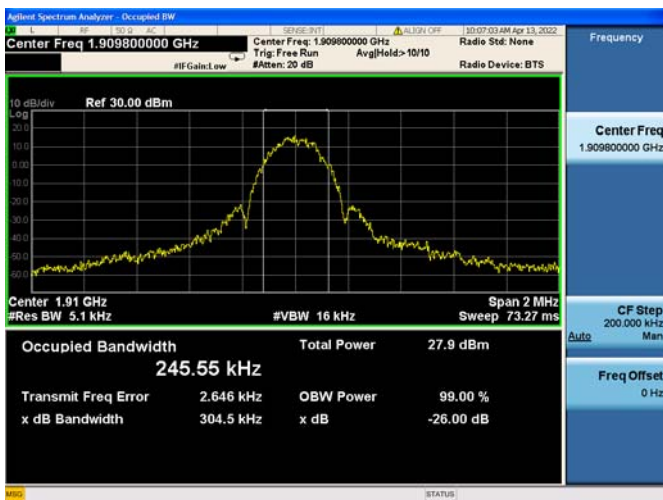 Agilent Spectrum Analyzer - Occupied BW
L RF 50 Ω AC SENSE:INT ALIGN OFF 10:07:03 AM Apr 13, 2022
Center Freq 1.909800000 GHz
Center Freq: 1.909800000 GHz
Radio Std: None
Trig: Free Run Avg|Hold:>10/10
#IFGain:Low
#Atten: 20 dB
Radio Device: BTS
Frequency
10 dB/div Ref 30.00 dBm
Log
20.0
10.0
0.00
-10.0
-20.0
-30.0
-40.0
-50.0
-60.0
Center 1.91 GHz
Span 2 MHz
#Res BW 5.1 kHz
#VBW 16 kHz
Sweep 73.27 ms
Center Freq
1.909800000 GHz
Occupied Bandwidth
245.55 kHz
Total Power 27.9 dBm
Transmit Freq Error 2.646 kHz
OBW Power 99.00 %
x dB Bandwidth 304.5 kHz
x dB -26.00 dB
CF Step
200.000 kHz
Auto Man
Freq Offset
0 Hz
MSG
STATUS